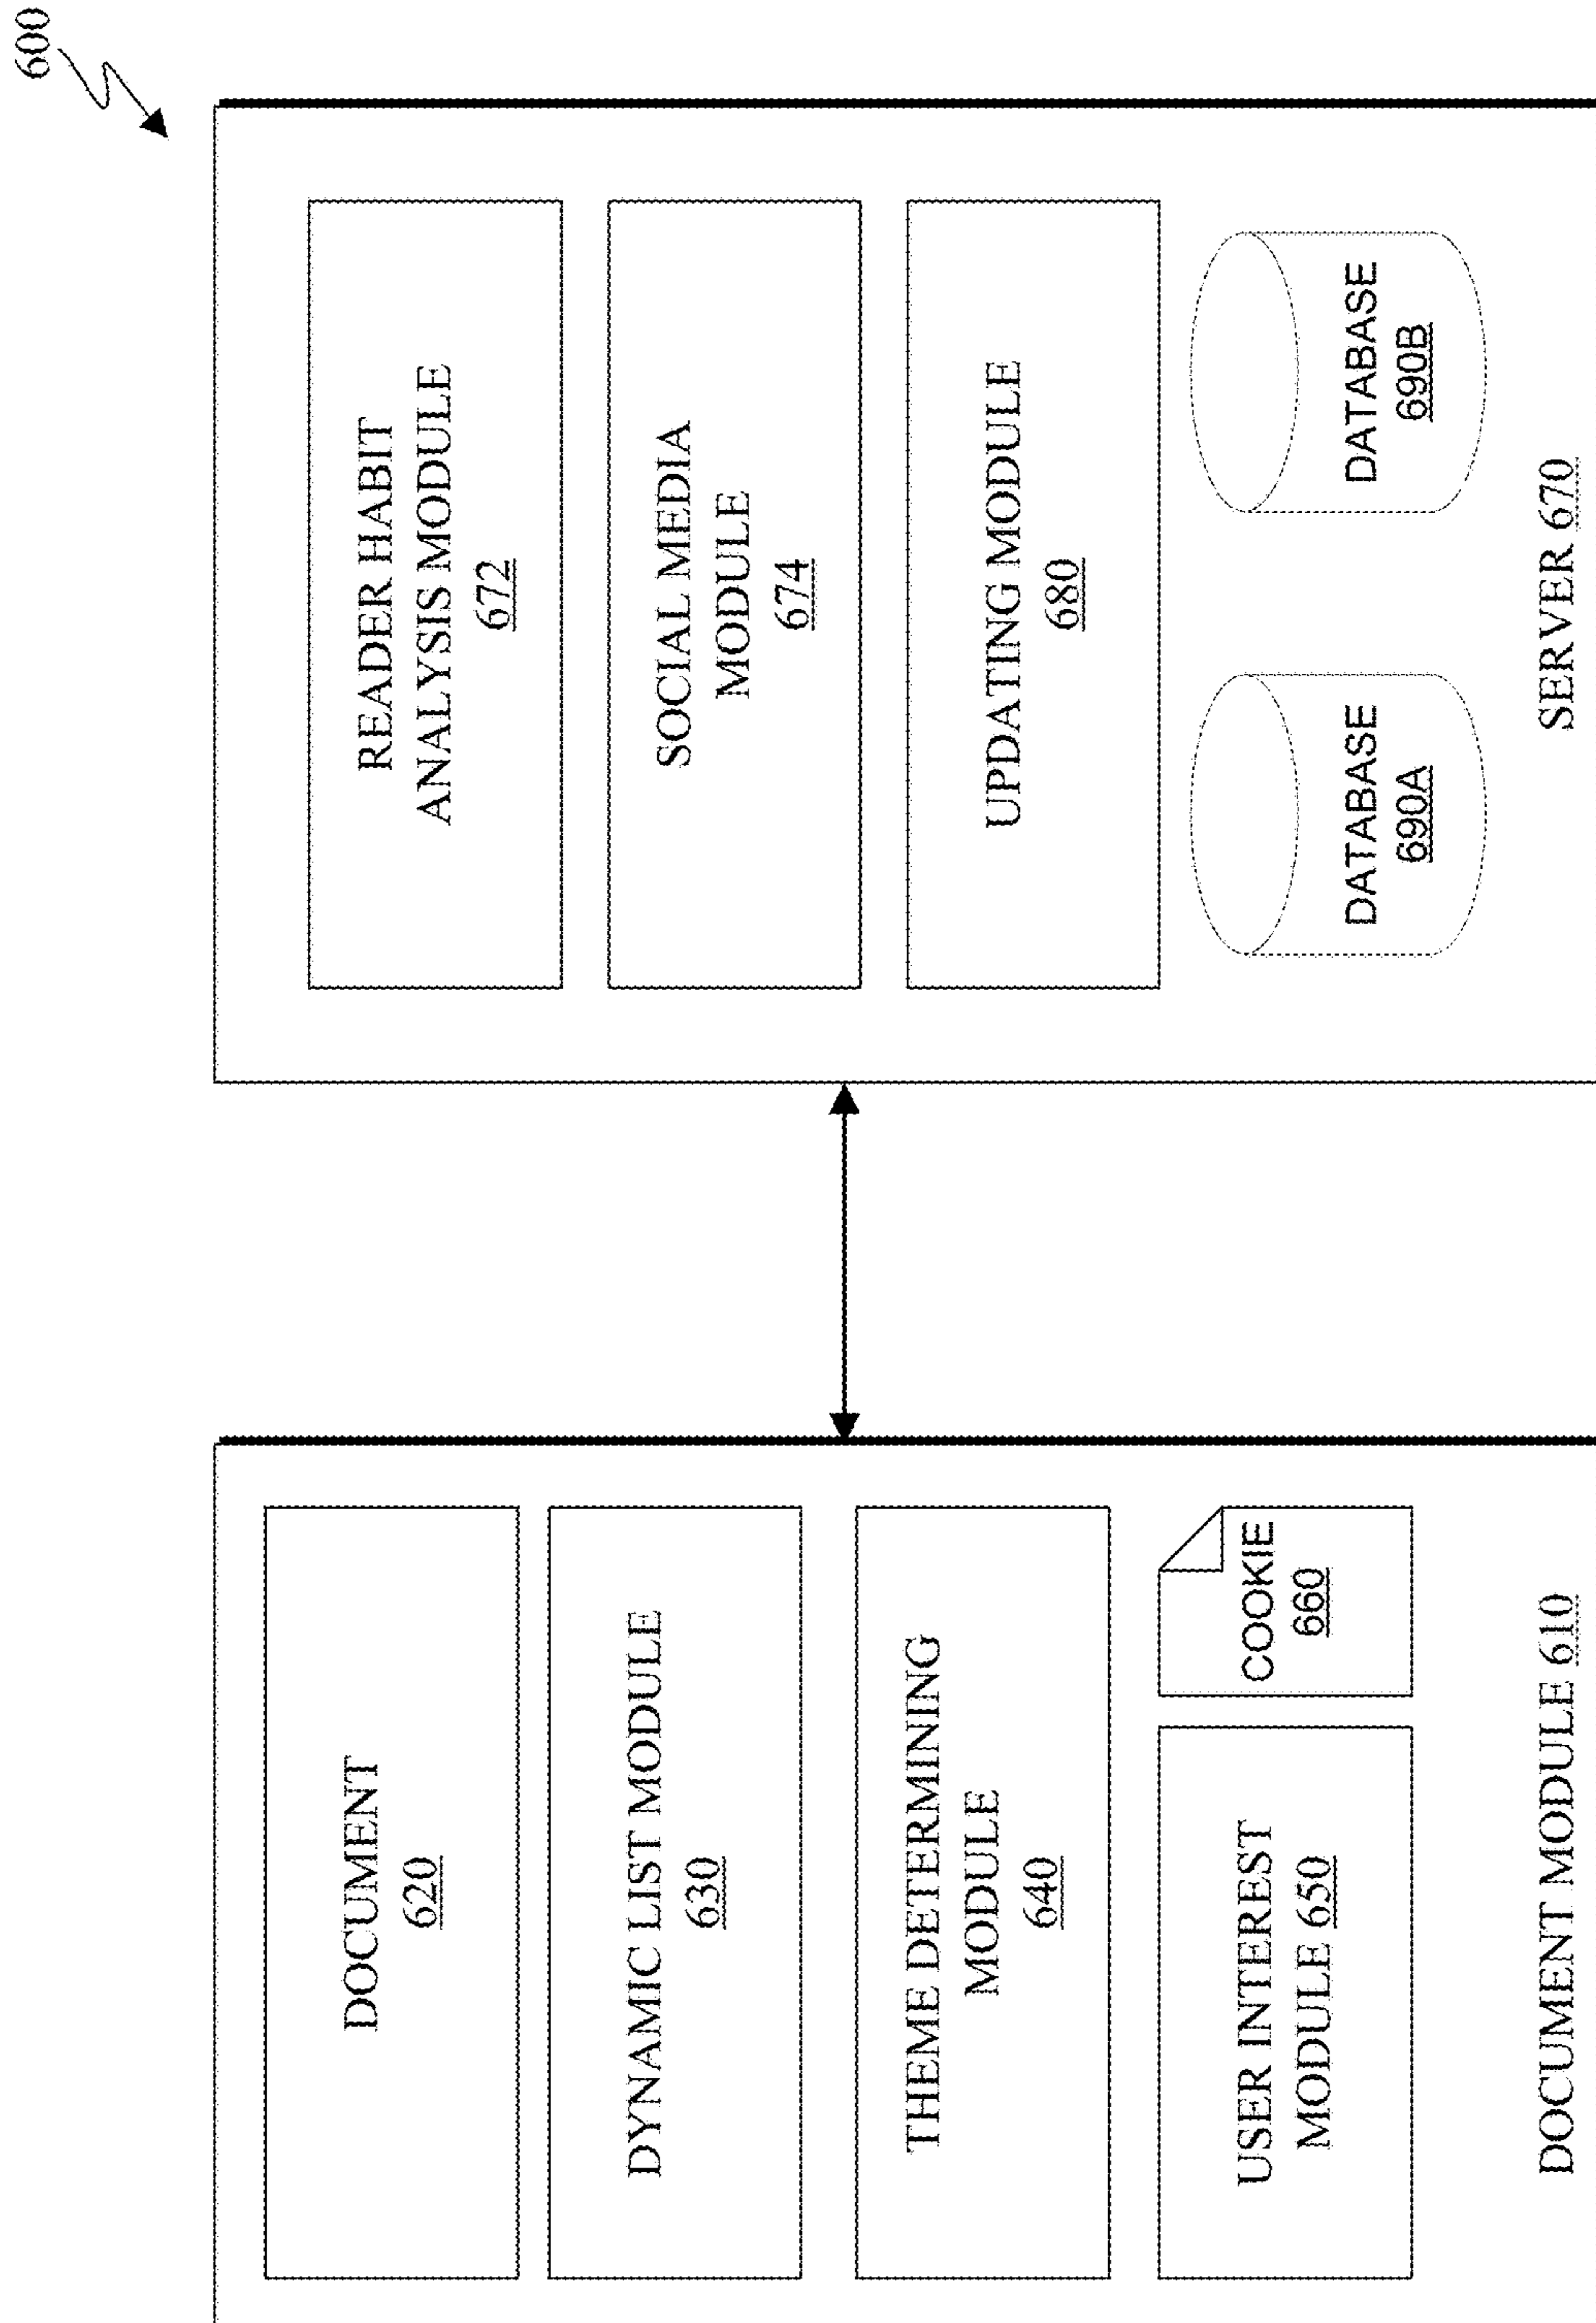 600
DOCUMENT
620
DYNAMIC LIST MODULE
630
THEME DETERMINING
MODULE
640
USER INTEREST
MODULE 650
COOKIE
660
DOCUMENT MODULE 610
READER HABIT
ANALYSIS MODULE
672
SOCIAL MEDIA
MODULE
674
UPDATING MODULE
680
DATABASE
690A
DATABASE
690B
SERVER 670